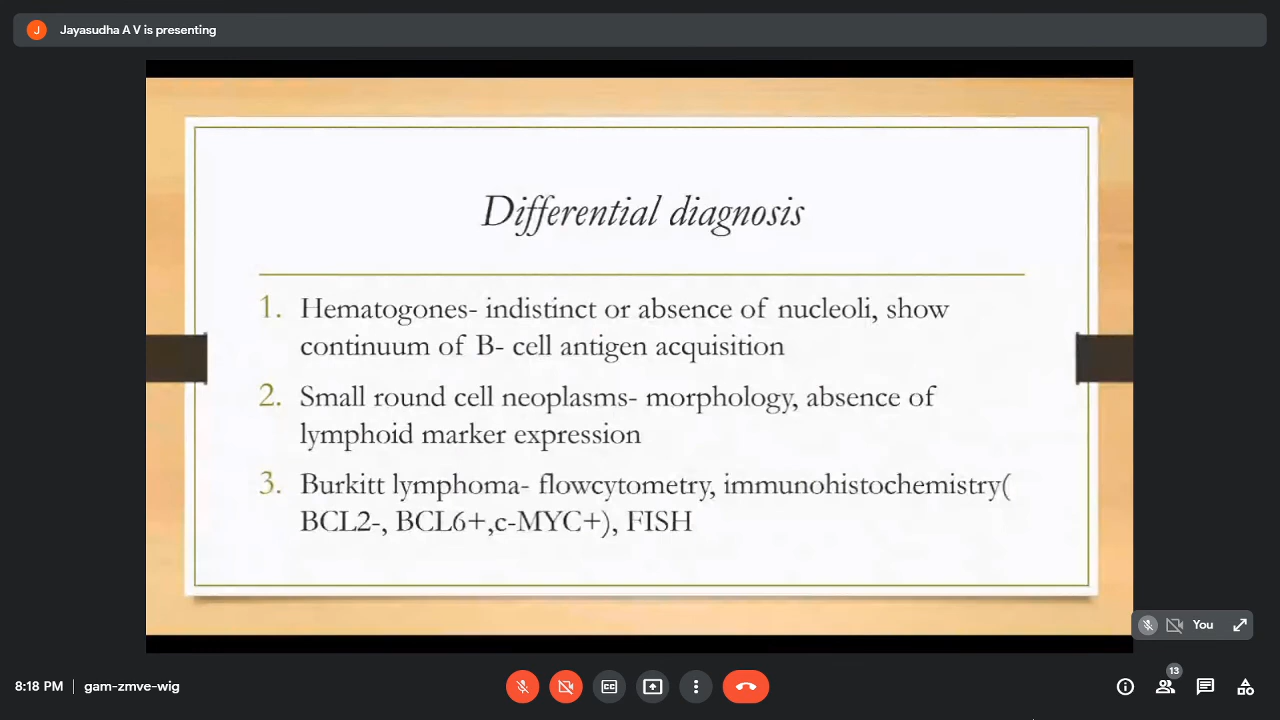 J Jayasudha A V is presenting
Differential diagnosis
1. Hematogones- indistinct or absence of nucleoli, show
continuum of B- cell antigen acquisition
2. Small round cell neoplasms- morphology, absence of
lymphoid marker expression
3. Burkitt lymphoma- flowcytometry, immunohistochemistry(
BCL2-, BCL6+,c-MYC+), FISH
You
13
8:18 PM | gam-zmve-wig
CC